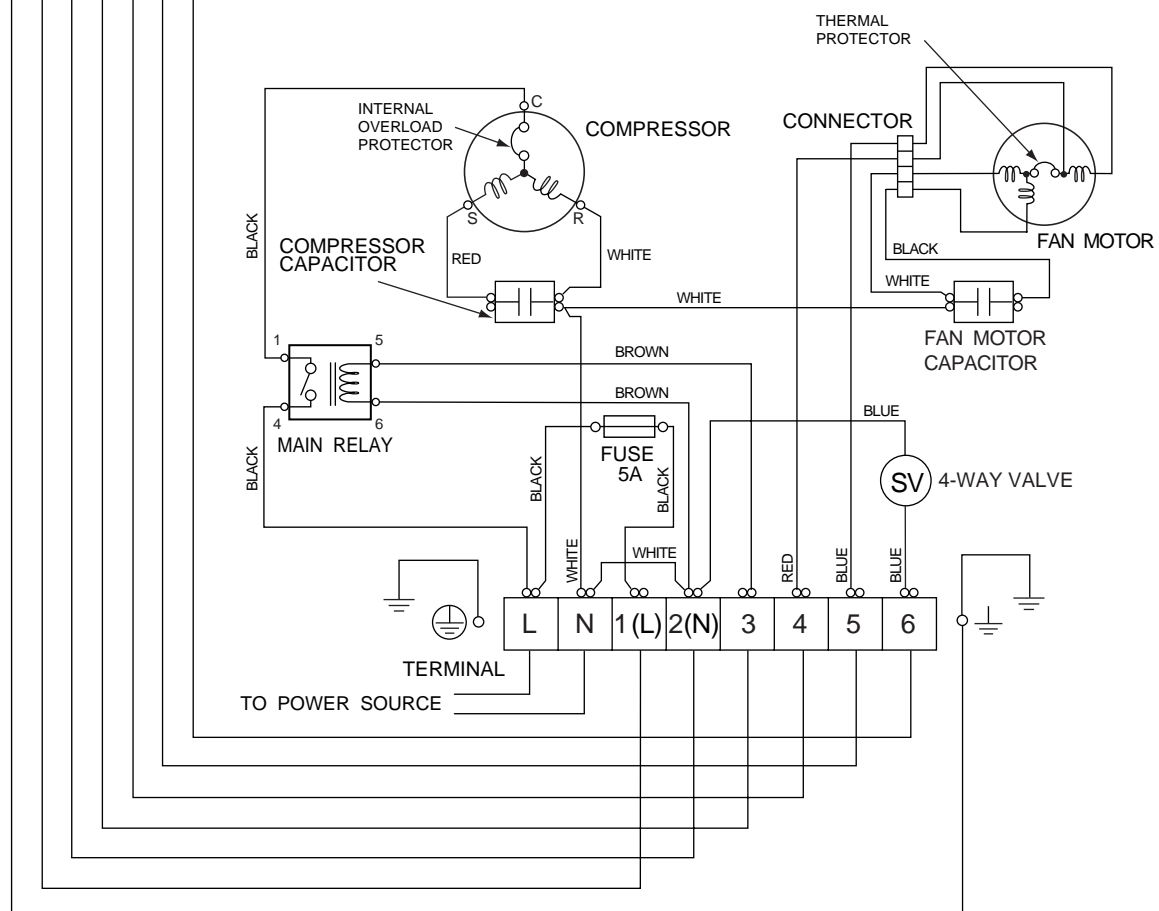 THERMAL
PROTECTOR
C
INTERNAL
OVERLOAD
PROTECTOR
COMPRESSOR
CONNECTOR
S
R
FAN MOTOR
BLACK
COMPRESSOR
CAPACITOR
RED
WHITE
BLACK
WHITE
WHITE
FAN MOTOR
CAPACITOR
1
5
BROWN
BROWN
4
6
MAIN RELAY
BLUE
FUSE
5A
BLACK
BLACK
BLACK
SV
4-WAY VALVE
WHITE
WHITE
RED
BLUE
BLUE
L
N
1(L)
2(N)
3
4
5
6
TERMINAL
TO POWER SOURCE